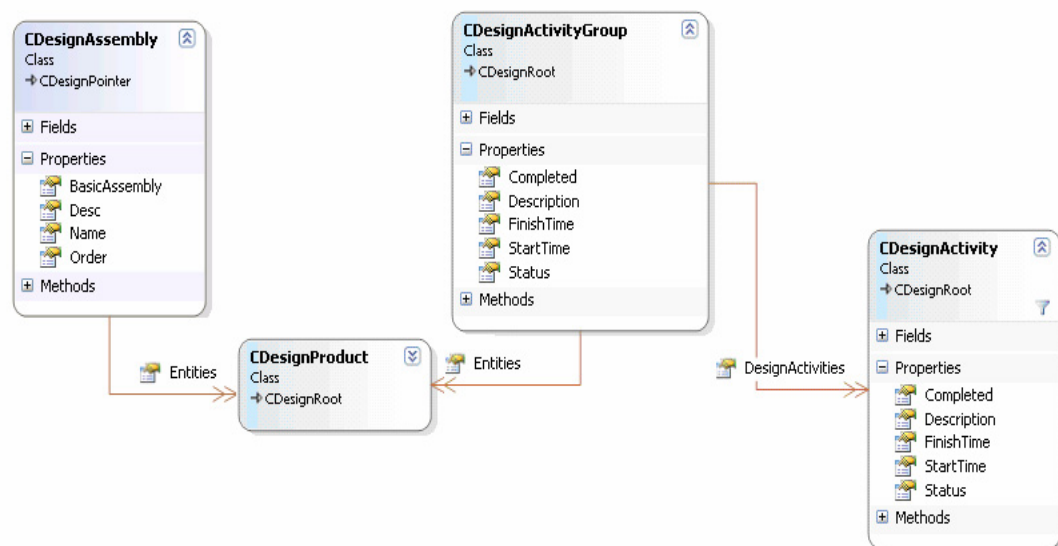 CDesignAssembly
Class
CDesignPointer
Fields
Properties
BasicAssembly
Desc
Name
Order
Methods
CDesignActivityGroup
Class
CDesignRoot
Fields
Properties
Completed
Description
FinishTime
StartTime
Status
Methods
CDesignActivity
Class
CDesignRoot
Fields
Properties
Completed
Description
FinishTime
StartTime
Status
Methods
Entities
CDesignProduct
Class
CDesignRoot
Entities
DesignActivities